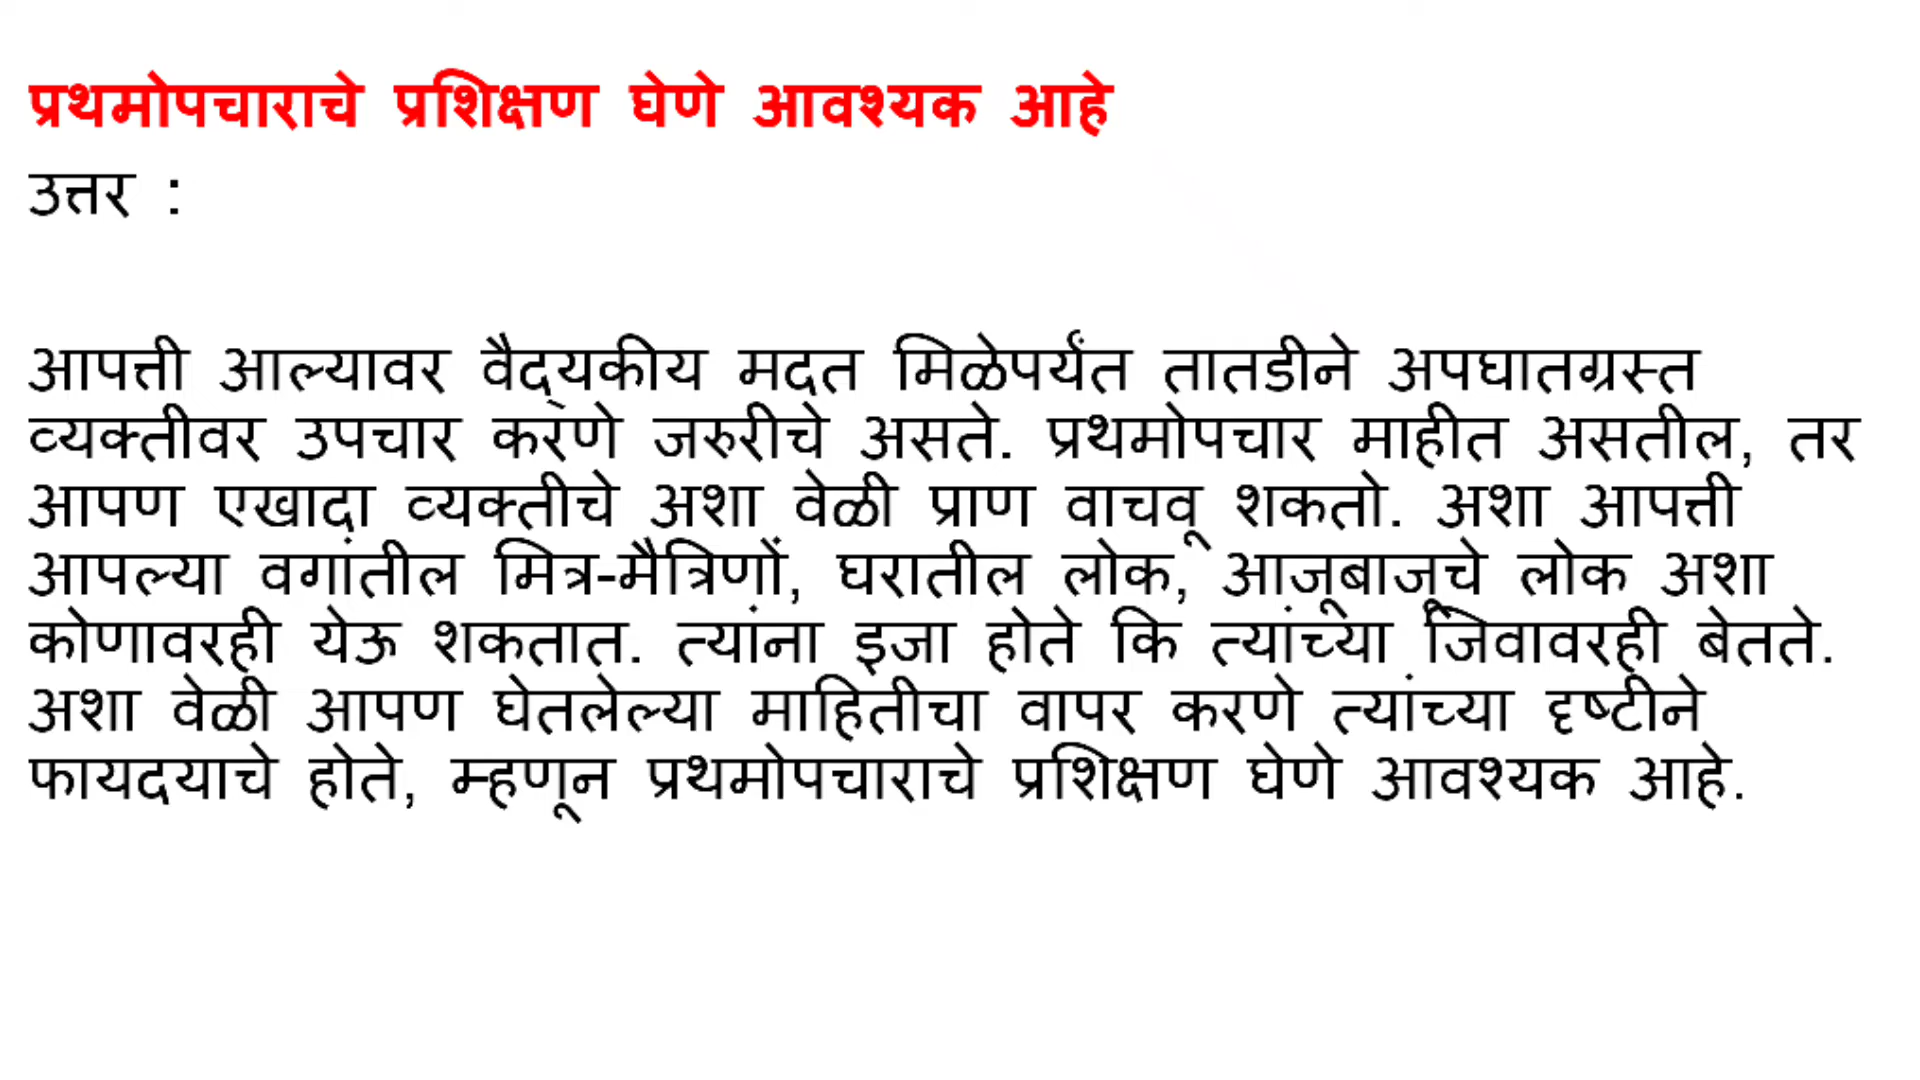 प्रथमोपचाराचे प्रशिक्षण घेणे आवश्यक आहे
उत्तर :
आपत्ती आल्यावर वैद्‌यकीय मदत मिळेपर्यंत तातडीने अपघातग्रस्त
व्यक्तीवर उपचार करणे जरुरीचे असते. प्रथमोपचार माहीत असतील, तर
आपण एखादा व्यक्तीचे अशा वेळी प्राण वाचवू शकतो. अशा आपत्ती
आपल्या वगांतील मित्र-मैत्रिणों, घरातील लोक, आजूबाजूचे लोक अशा
कोणावरही येऊ शकतात. त्यांना इजा होते कि त्यांच्या जिवावरही बेतते.
अशा वेळी आपण घेतलेल्या माहितीचा वापर करणे त्यांच्या दृष्टीने
फायदयाचे होते, म्हणून प्रथमोपचाराचे प्रशिक्षण घेणे आवश्यक आहे.